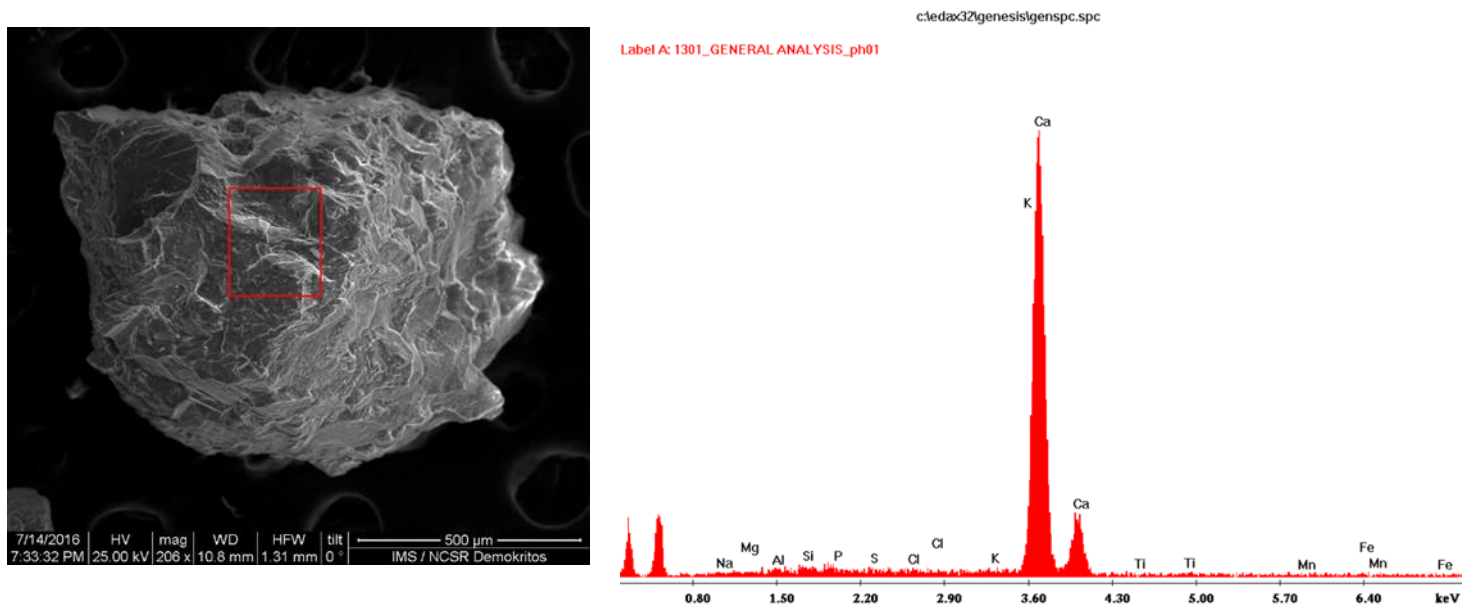 c:\edax32\genesis\genspc.spc
Label A: 1301_GENERAL ANALYSIS_ph01
Ca
K
Ca
Na
Mg
Al
Si
P
S
Cl
Cl
K
Ti
Ti
Mn
Fe
Mn
Fe
0.80 1.50 2.20 2.90 3.60 4.30 5.00 5.70 6.40 keV
7/14/2016 HV mag WD HFW tilt 500 µm
7:33:32 PM 25.00 kV 206 x 10.8 mm 1.31 mm 0 ° IMS / NCSR Demokritos